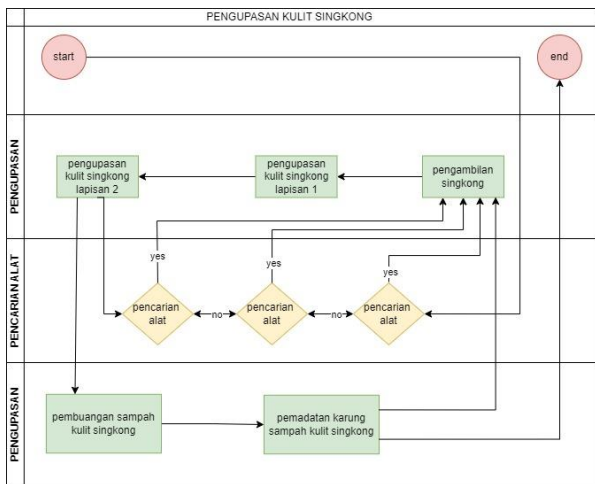 PENGUPASAN KULIT SINGKONG
start
end
PENGUPASAN
pengupasan
kulit singkong
lapisan 2
pengupasan
kulit singkong
lapisan 1
pengambilan
singkong
PENCARIAN ALAT
yes
yes
yes
pencarian
alat
no
pencarian
alat
no
pencarian
alat
PENGUPASAN
pembuangan sampah
kulit singkong
pemadatan karung
sampah kulit singkong